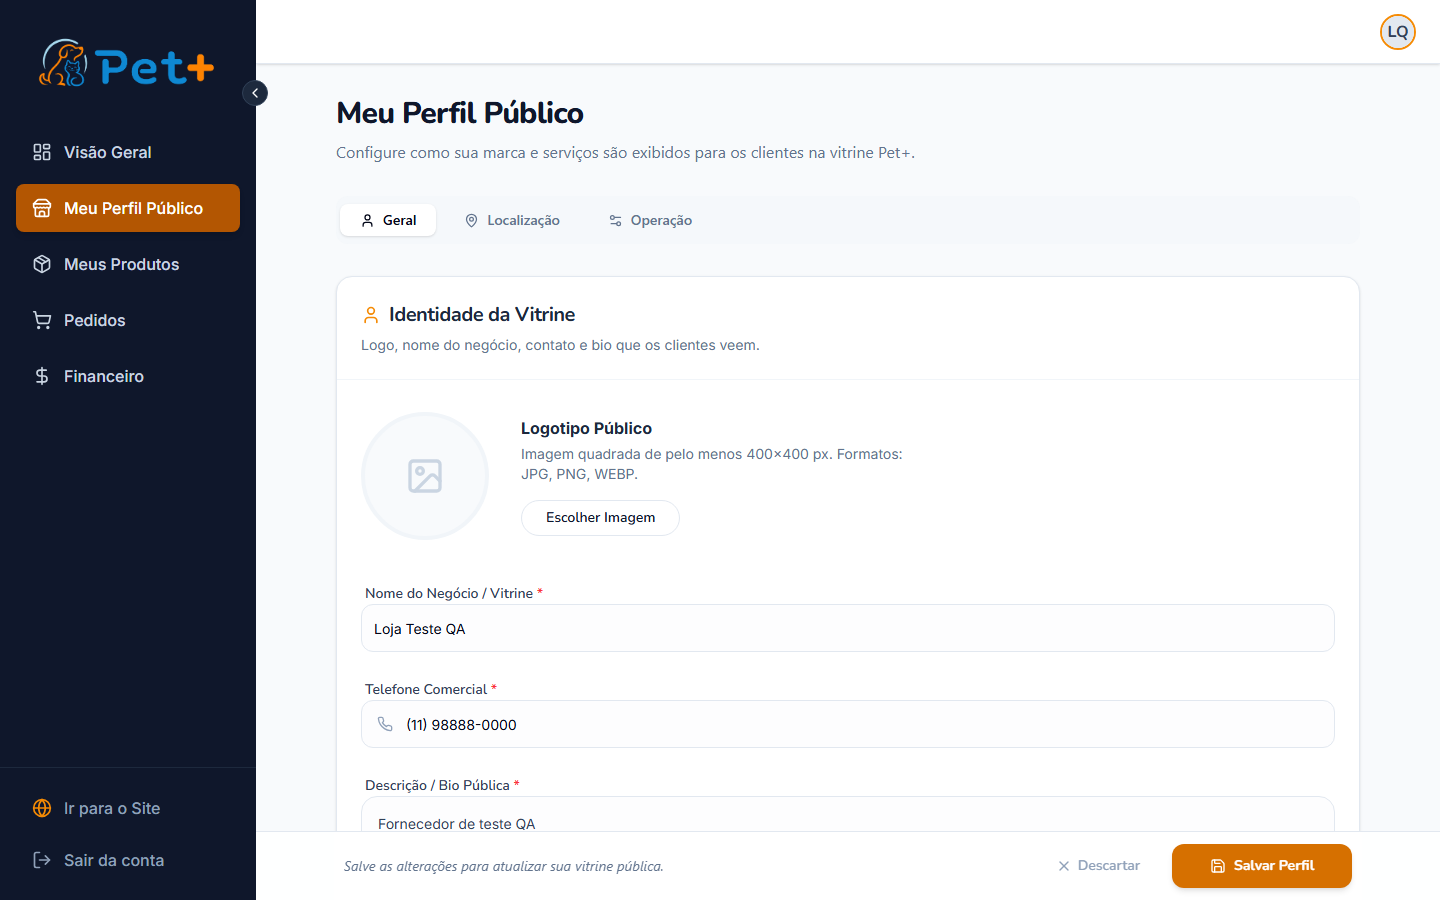 Pet+
LQ
Visão Geral
Meu Perfil Público
Meus Produtos
Pedidos
Financeiro
Ir para o Site
Sair da conta
Meu Perfil Público
Configure como sua marca e serviços são exibidos para os clientes na vitrine Pet+.
Geral
Localização
Operação
Identidade da Vitrine
Logo, nome do negócio, contato e bio que os clientes veem.
Logotipo Público
Imagem quadrada de pelo menos 400×400 px. Formatos:
JPG, PNG, WEBP.
Escolher Imagem
Nome do Negócio / Vitrine *
Loja Teste QA
Telefone Comercial *
(11) 98888-0000
Descrição / Bio Pública *
Fornecedor de teste QA
Salve as alterações para atualizar sua vitrine pública.
Descartar
Salvar Perfil